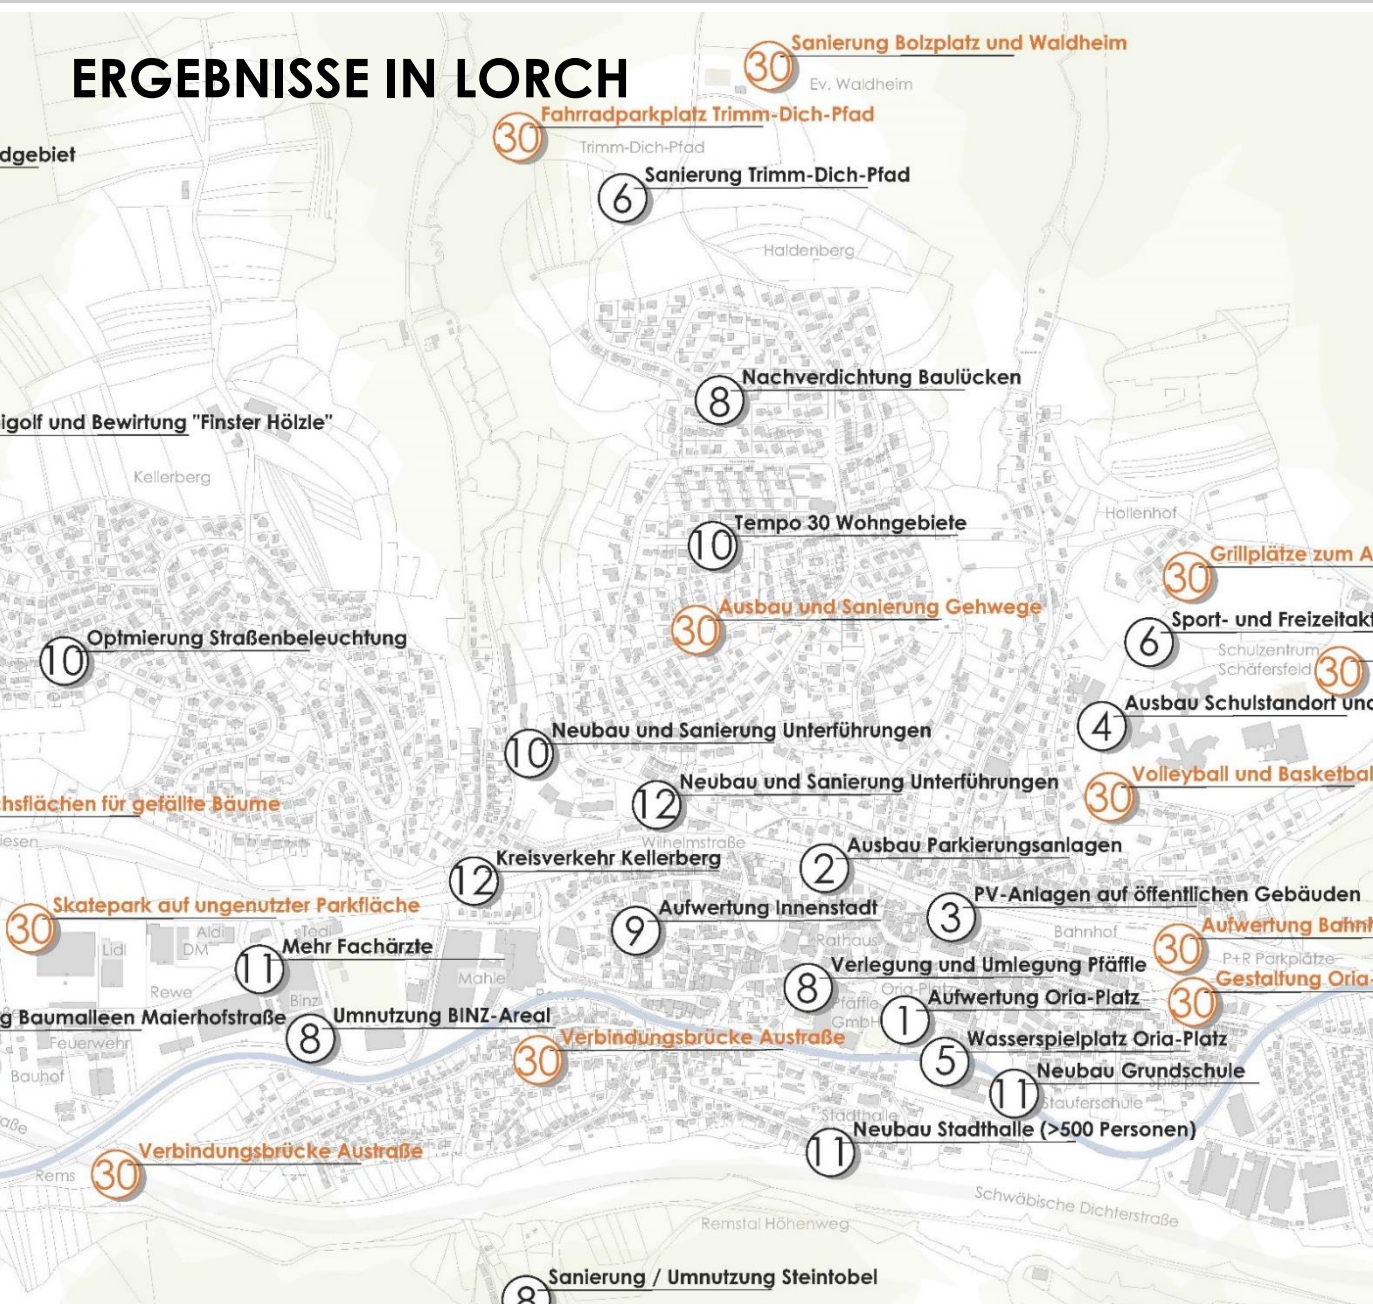 Sanierung Bolzplatz und Waldheim
30
ERGEBNISSE IN LORCH
Ev. Waldheim
Fahrradparkplatz Trimm-Dich-Pfad
30
Trimm-Dich-Pfad
dgebiet
Sanierung Trimm-Dich-Pfad
6
Haldenberg
Nachverdichtung Baulücken
8
igolf und Bewirtung "Finster Hölzle"
Kellerberg
Hollenhof
Tempo 30 Wohngebiete
10
Grillplätze zum A
30
Ausbau und Sanierung Gehwege
30
Sport- und Freizeitakt
6
Optmierung Straßenbeleuchtung
10
Schulzentrum
Schäfersfeld
30
Ausbau Schulstandort und
4
Neubau und Sanierung Unterführungen
10
Neubau und Sanierung Unterführungen
12
Volleyball und Basketbal
30
hsflächen für gefällte Bäume
iesen
Wilhelmstraße
Ausbau Parkierungsanlagen
2
Kreisverkehr Kellerberg
12
PV-Anlagen auf öffentlichen Gebäuden
3
Skatepark auf ungenutzter Parkfläche
30
Aufwertung Innenstadt
9
Aufwertung Bahnh
30
Bahnhof
Rathaus
Lidl
Aldi
DM
Tedi
Mehr Fachärzte
11
P+R Parkplätze
Verlegung und Umlegung Pfäffle
8
Mahle
Gestaltung Oria-
30
Rewe
Binz
Oria-Platz
Aufwertung Oria-Platz
1
Pfäffle
GmbH
g Baumalleen Maierhofstraße
Umnutzung BINZ-Areal
8
Feuerwehr
Verbindungsbrücke Austraße
30
Wasserspielplatz Oria-Platz
5
Bauhof
Neubau Grundschule
11
Stauferschule
Stadthalle
aße
Neubau Stadthalle (>500 Personen)
11
Verbindungsbrücke Austraße
30
Rems
Schwäbische Dichterstraße
Remstal Höhenweg
Sanierung / Umnutzung Steintobel
8